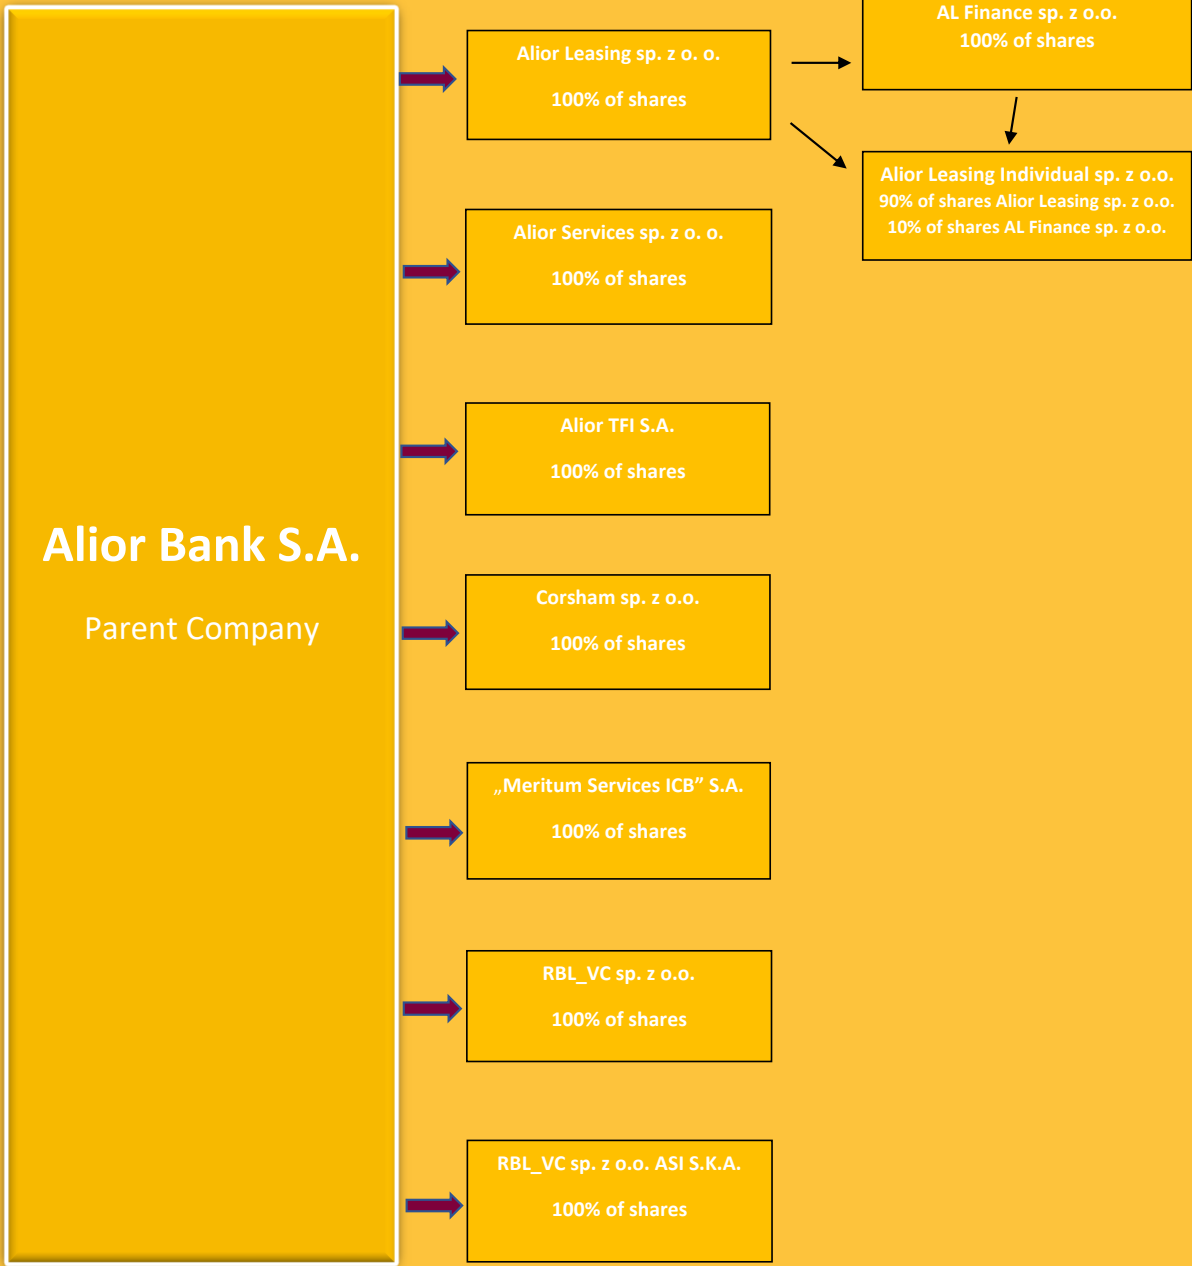 Alior Bank S.A.
Parent Company
Alior Leasing sp. z o. o.
100% of shares
AL Finance sp. z o.o.
100% of shares
Alior Leasing Individual sp. z o.o.
90% of shares Alior Leasing sp. z o.o.
10% of shares AL Finance sp. z o.o.
Alior Services sp. z o. o.
100% of shares
Alior TFI S.A.
100% of shares
Corsham sp. z o.o.
100% of shares
„Meritum Services ICB” S.A.
100% of shares
RBL_VC sp. z o.o.
100% of shares
RBL_VC sp. z o.o. ASI S.K.A.
100% of shares